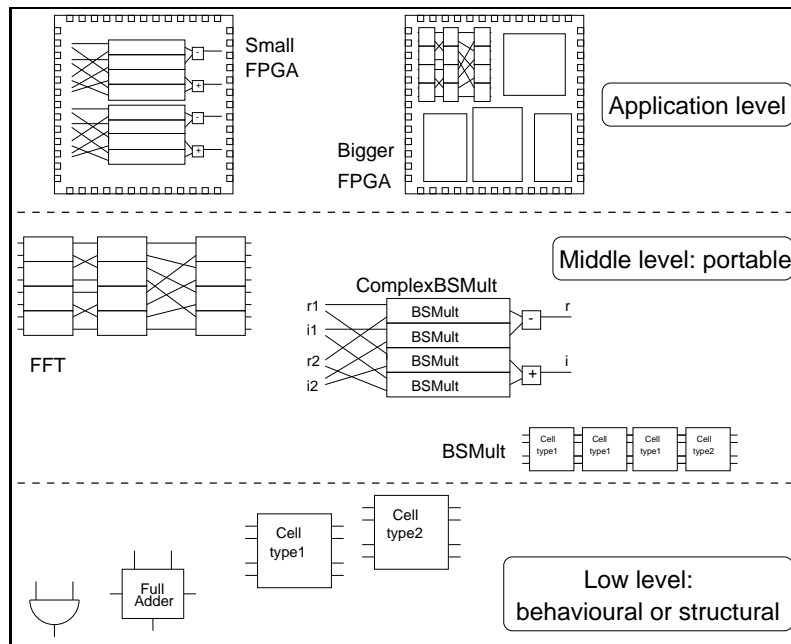 Small
FPGA
-
+
-
+
Bigger
FPGA
Application level
Middle level: portable
FFT
ComplexBSMult
r1
i1
r2
i2
BSMult
BSMult
BSMult
BSMult
-
+
r
i
BSMult
Cell
type1
Cell
type1
Cell
type1
Cell
type2
Full
Adder
Cell
type1
Cell
type2
Low level:
behavioural or structural